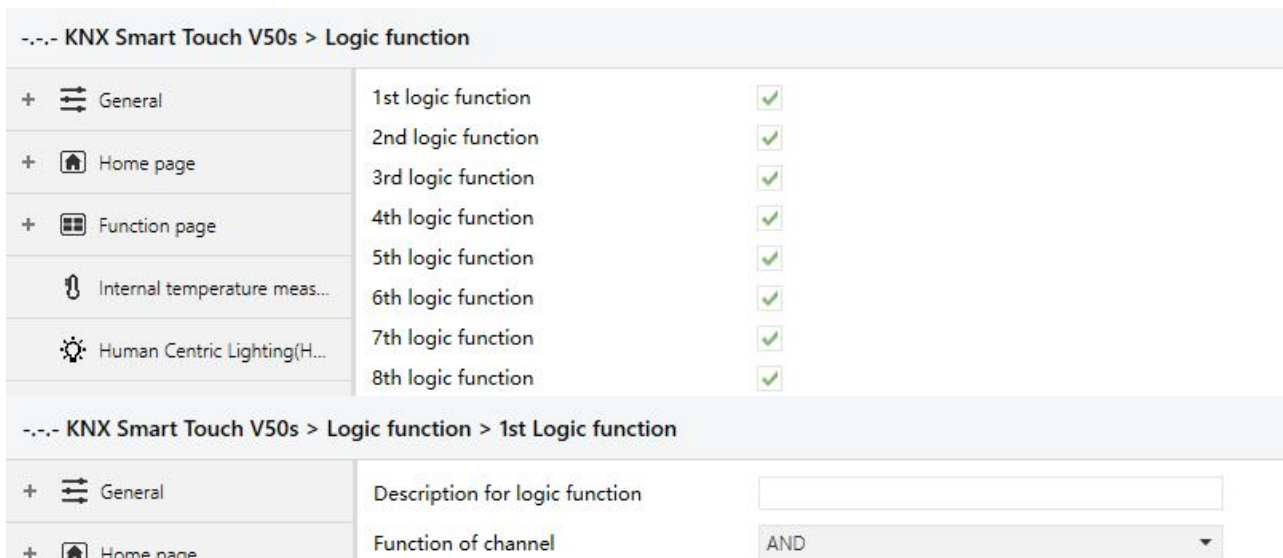 -.-.- KNX Smart Touch V50s > Logic function
General
1st logic function
2nd logic function
Home page
3rd logic function
4th logic function
Function page
5th logic function
Internal temperature meas...
6th logic function
7th logic function
Human Centric Lighting(H...
8th logic function
-.-.- KNX Smart Touch V50s > Logic function > 1st Logic function
General
Description for logic function
Home page
Function of channel AND